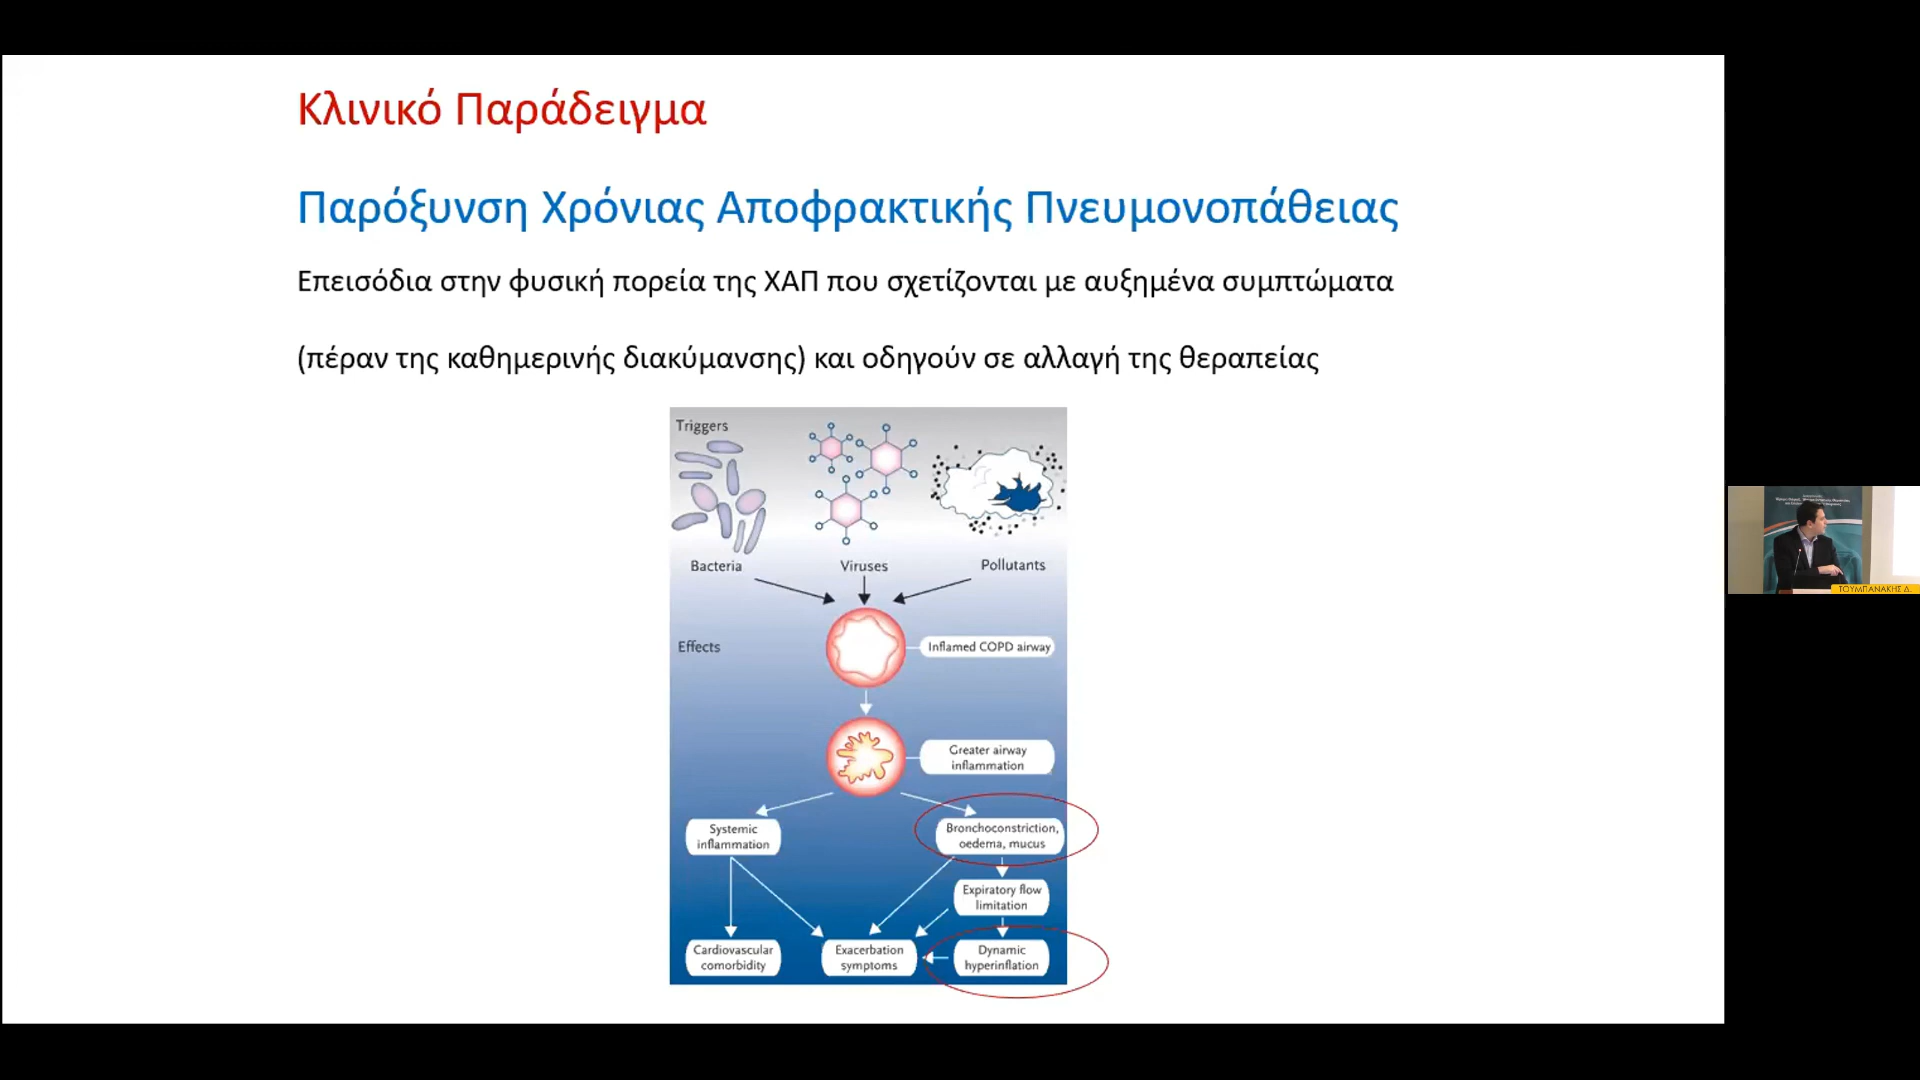 Κλινικό Παράδειγμα
Παρόξυνση Χρόνιας Αποφρακτικής Πνευμονοπάθειας
Επεισόδια στην φυσική πορεία της ΧΑΠ που σχετίζονται με αυξημένα συμπτώματα
(πέραν της καθημερινής διακύμανσης) και οδηγούν σε αλλαγή της θεραπείας
Triggers
Bacteria
Viruses
Pollutants
Effects
Inflamed COPD airway
Greater airway
inflammation
Systemic
inflammation
Bronchoconstriction,
oedema, mucus
Expiratory flow
limitation
Cardiovascular
comorbidity
Exacerbation
symptoms
Dynamic
hyperinflation
ΤΟΥΜΠΑΝΑΚΗΣ Δ.